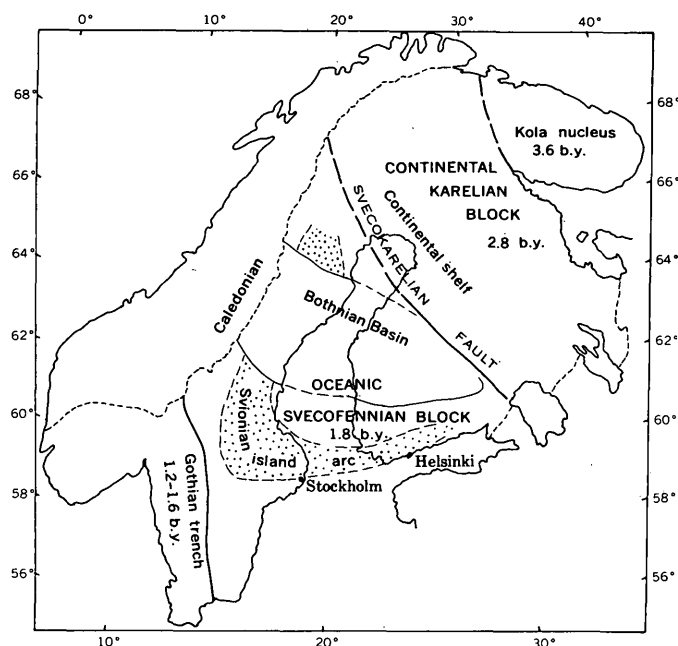 0° 10° 20° 30° 40°
68° 68°
66° 66°
64° 64°
62° 62°
60° 60°
58° 58°
56° 56°
10° 20° 30°
Kola nucleus
3.6 b.y.
CONTINENTAL
KARELIAN
BLOCK
2.8 b.y.
Continental shelf
SVECOKARELIAN
FAULT
Caledonian
Bothnian Basin
OCEANIC
SVECOFENNIAN BLOCK
1.8 b.y.
Svionian
island arc
Helsinki
Stockholm
Gothian trench
1.2-1.6 b.y.